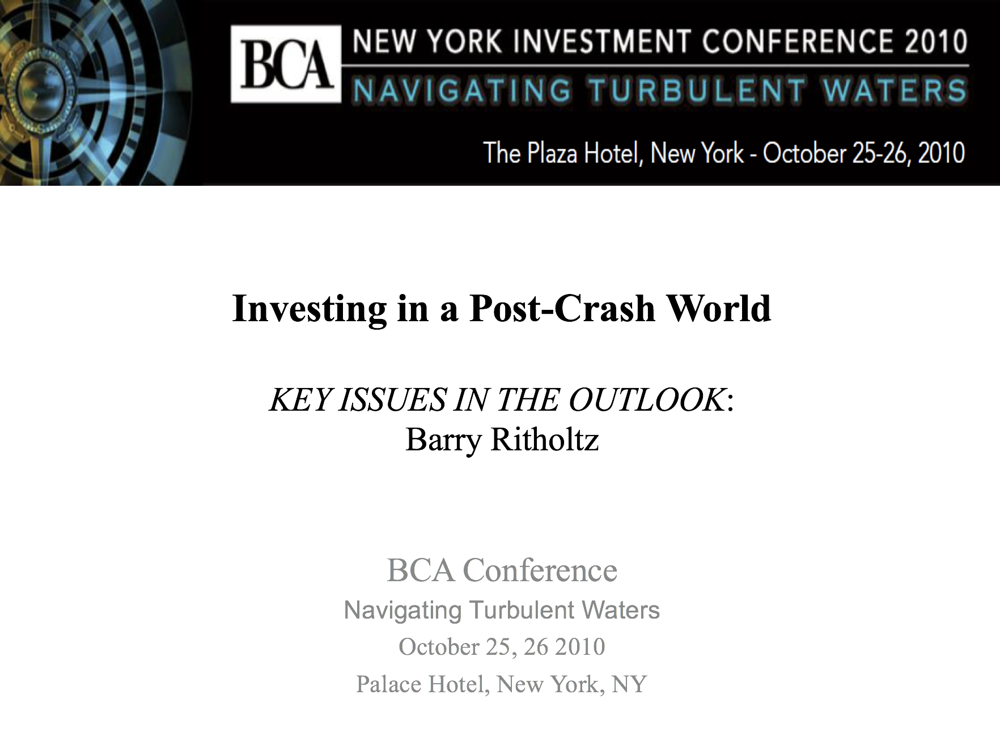 BCA
NEW YORK INVESTMENT CONFERENCE 2010
NAVIGATING TURBULENT WATERS
The Plaza Hotel, New York - October 25-26, 2010
Investing in a Post-Crash World
KEY ISSUES IN THE OUTLOOK:
Barry Ritholtz
BCA Conference
Navigating Turbulent Waters
October 25, 26 2010
Palace Hotel, New York, NY